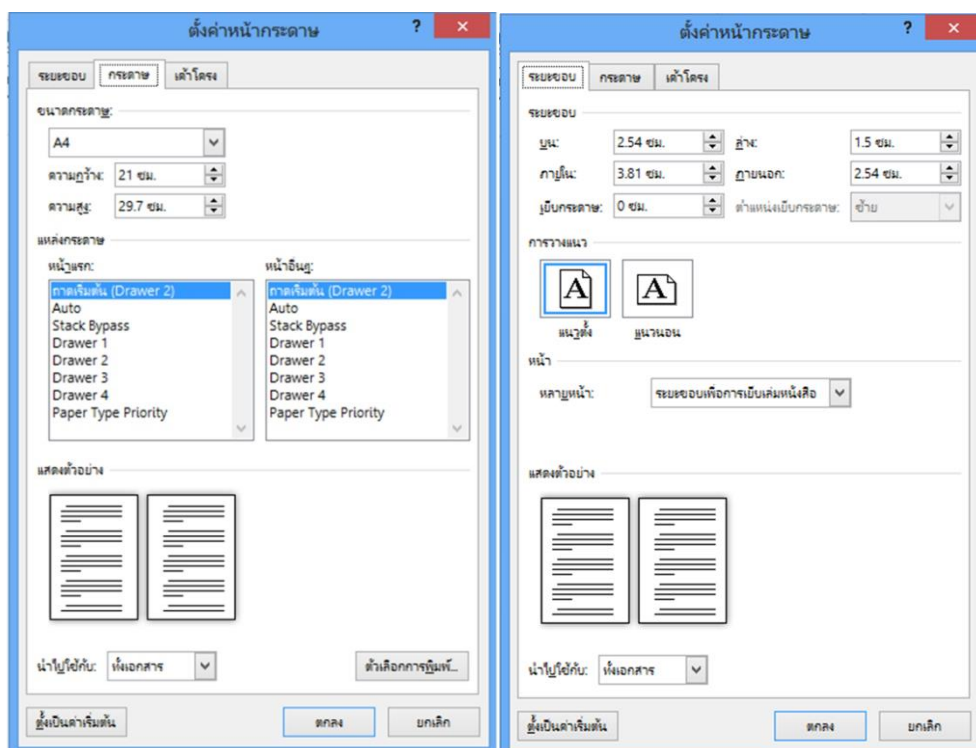 ตั้งค่าหน้ากระดาษ ?
ระยะขอบ กระดาษ เค้าโครง
ขนาดกระดาษ:
A4
ความกว้าง: 21 ซม.
ความสูง: 29.7 ซม.
แหล่งกระดาษ
หน้าแรก: หน้าอื่นๆ:
ถาดเริ่มต้น (Drawer 2) ถาดเริ่มต้น (Drawer 2)
Auto Auto
Stack Bypass Stack Bypass
Drawer 1 Drawer 1
Drawer 2 Drawer 2
Drawer 3 Drawer 3
Drawer 4 Drawer 4
Paper Type Priority Paper Type Priority
แสดงตัวอย่าง
นำไปใช้กับ: ทั้งเอกสาร ตัวเลือกการพิมพ์...
ตั้งเป็นค่าเริ่มต้น ตกลง ยกเลิก
ตั้งค่าหน้ากระดาษ ?
ระยะขอบ กระดาษ เค้าโครง
ระยะขอบ
บน: 2.54 ซม. ล่าง: 1.5 ซม.
ภายใน: 3.81 ซม. ภายนอก: 2.54 ซม.
เย็บกระดาษ: 0 ซม. ตำแหน่งเย็บกระดาษ: ซ้าย
การวางแนว
A A
แนวตั้ง แนวนอน
หน้า
หลายหน้า: ระยะขอบเพื่อการเย็บเล่มหนังสือ
แสดงตัวอย่าง
นำไปใช้กับ: ทั้งเอกสาร
ตั้งเป็นค่าเริ่มต้น ตกลง ยกเลิก